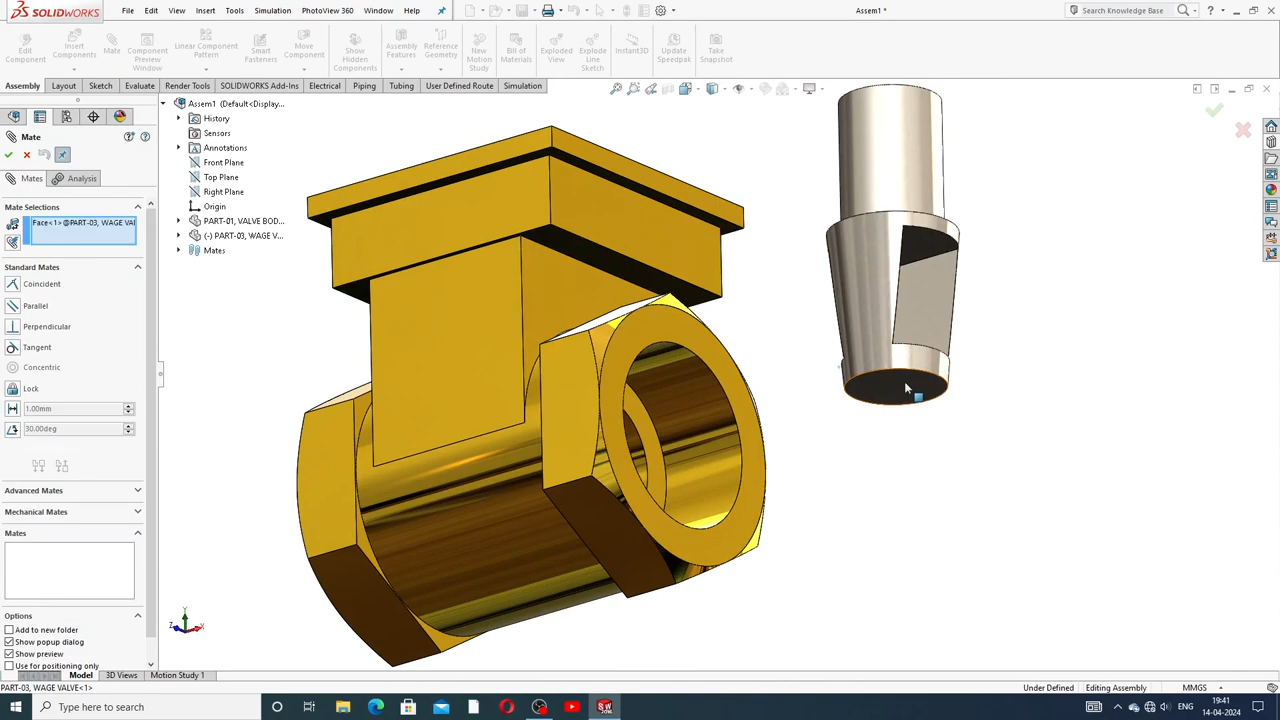 SOLIDWORKS
File Edit View Insert Tools Simulation PhotoView 360 Window Help
Assem1 *
Search Knowledge Base
Edit Component
Insert Components
Mate
Component Preview Window
Linear Component Pattern
Smart Fasteners
Move Component
Show Hidden Components
Assembly Features
Reference Geometry
New Motion Study
Bill of Materials
Exploded View
Explode Line Sketch
Instant3D
Update Speedpak
Take Snapshot
Assembly Layout Sketch Evaluate Render Tools SOLIDWORKS Add-Ins Electrical Piping Tubing User Defined Route Simulation
Mate
Mates Analysis
Mate Selections
Face<1>@PART-03, WAGE VAI
Standard Mates
Coincident
Parallel
Perpendicular
Tangent
Concentric
Lock
1.00mm
30.00deg
Advanced Mates
Mechanical Mates
Mates
Options
Add to new folder
Show popup dialog
Show preview
Use for positioning only
Assem1 (Default<Display...
History
Sensors
Annotations
Front Plane
Top Plane
Right Plane
Origin
PART-01, VALVE BOD...
(-) PART-03, WAGE V...
Mates
Y
Z
X
Model 3D Views Motion Study 1
PART-03, WAGE VALVE<1>
Under Defined Editing Assembly MMGS
Type here to search
ENG
19:41
14-04-2024